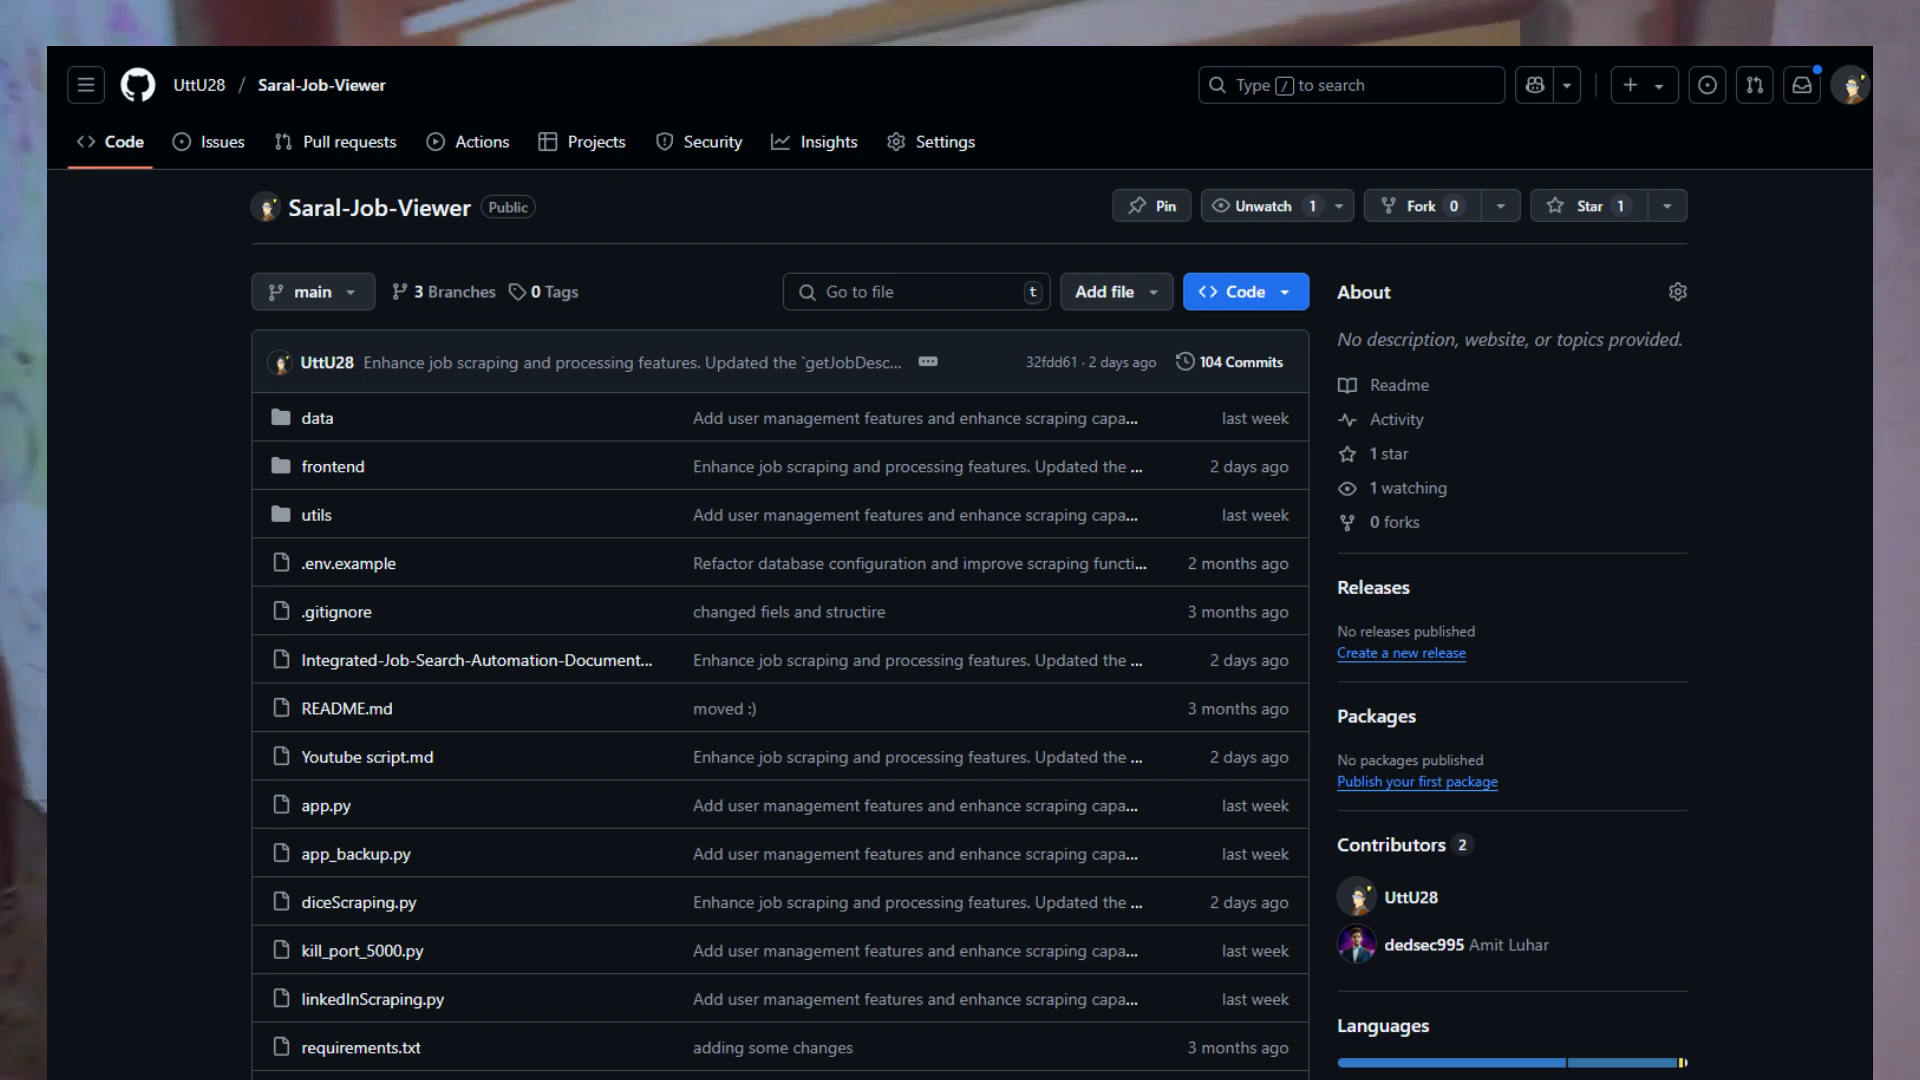 UttU28 / Saral-Job-Viewer
Type / to search
Code
Issues
Pull requests
Actions
Projects
Security
Insights
Settings
Saral-Job-Viewer Public
Pin
Unwatch 1
Fork 0
Star 1
main
3 Branches
0 Tags
Go to file t
Add file
Code
UttU28 Enhance job scraping and processing features. Updated the `getJobDesc... 32fdd61 · 2 days ago 104 Commits
data Add user management features and enhance scraping capa... last week
frontend Enhance job scraping and processing features. Updated the ... 2 days ago
utils Add user management features and enhance scraping capa... last week
.env.example Refactor database configuration and improve scraping functi... 2 months ago
.gitignore changed fiels and structire 3 months ago
Integrated-Job-Search-Automation-Document... Enhance job scraping and processing features. Updated the ... 2 days ago
README.md moved :) 3 months ago
Youtube script.md Enhance job scraping and processing features. Updated the ... 2 days ago
app.py Add user management features and enhance scraping capa... last week
app_backup.py Add user management features and enhance scraping capa... last week
diceScraping.py Enhance job scraping and processing features. Updated the ... 2 days ago
kill_port_5000.py Add user management features and enhance scraping capa... last week
linkedInScraping.py Add user management features and enhance scraping capa... last week
requirements.txt adding some changes 3 months ago
About
No description, website, or topics provided.
Readme
Activity
1 star
1 watching
0 forks
Releases
No releases published
Create a new release
Packages
No packages published
Publish your first package
Contributors 2
UttU28
dedsec995 Amit Luhar
Languages